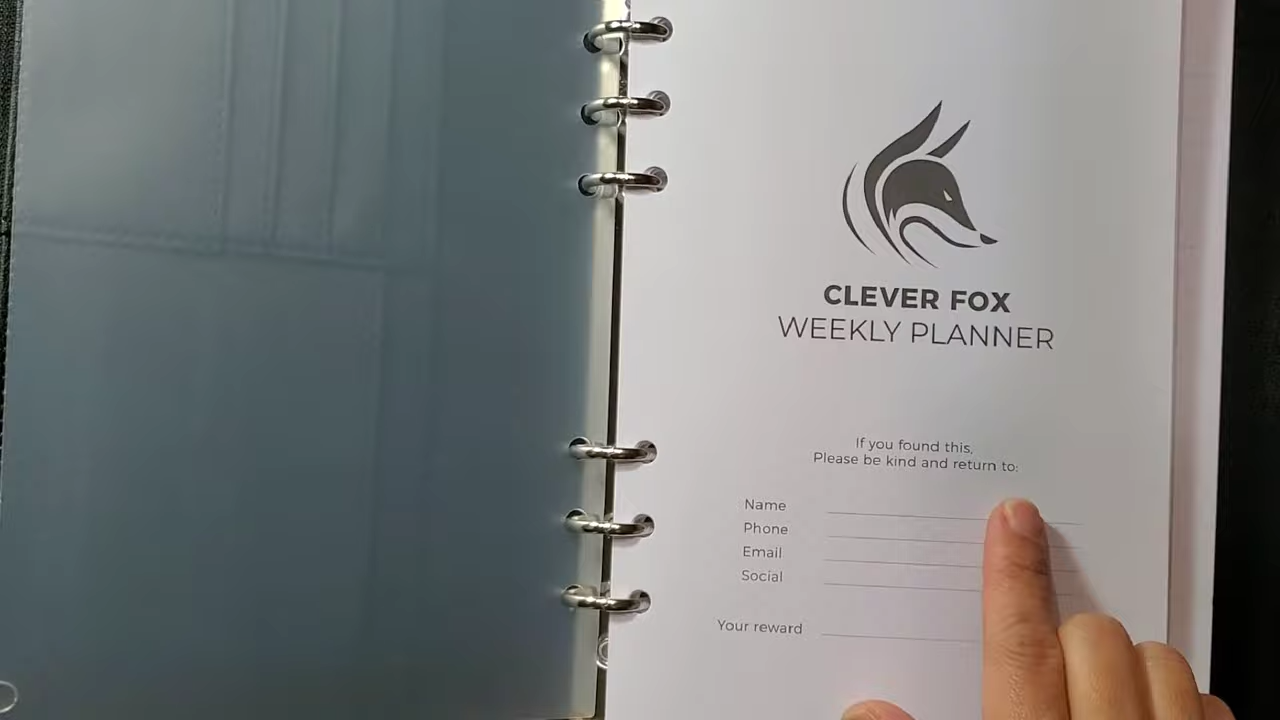 CLEVER FOX
WEEKLY PLANNER
If you found this,
Please be kind and return to:
Name
Phone
Email
Social
Your reward